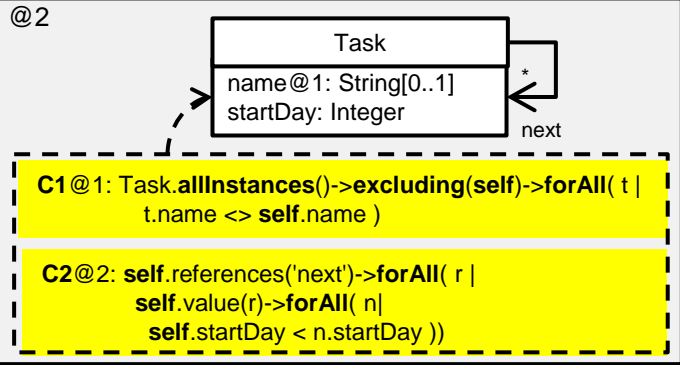 @2
Task
name@1: String[0..1]
startDay: Integer
*
next
C1@1: Task.allInstances()->excluding(self)->forAll( t |
t.name <> self.name )
C2@2: self.references('next')->forAll( r |
self.value(r)->forAll( n|
self.startDay < n.startDay ))